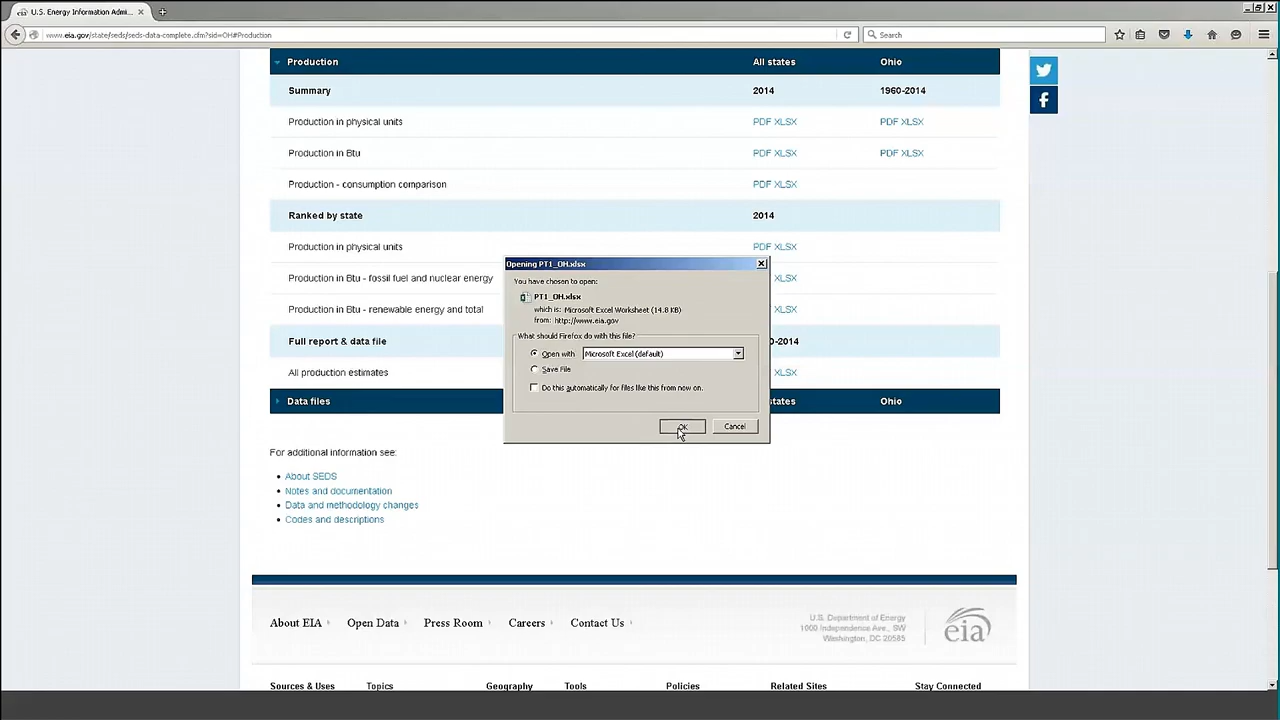 U.S. Energy Information Admi...
www.eia.gov/state/seds/seds-data-complete.cfm?sid=OH#Production
Search
Production All states Ohio
Summary 2014 1960-2014
Production in physical units PDF XLSX PDF XLSX
Production in Btu PDF XLSX PDF XLSX
Production - consumption comparison PDF XLSX
Ranked by state 2014
Production in physical units PDF XLSX
Production in Btu - fossil fuel and nuclear energy XLSX
Production in Btu - renewable energy and total XLSX
Full report & data file 0-2014
All production estimates XLSX
Data files states Ohio
Opening PT1_OH.xlsx
You have chosen to open:
PT1_OH.xlsx
which is: Microsoft Excel Worksheet (14.8 KB)
from: http://www.eia.gov
What should Firefox do with this file?
Open with Microsoft Excel (default)
Save File
Do this automatically for files like this from now on.
OK Cancel
For additional information see:
About SEDS
Notes and documentation
Data and methodology changes
Codes and descriptions
About EIA Open Data Press Room Careers Contact Us
U.S. Department of Energy
1000 Independence Ave., SW
Washington, DC 20585
eia
Sources & Uses Topics Geography Tools Policies Related Sites Stay Connected